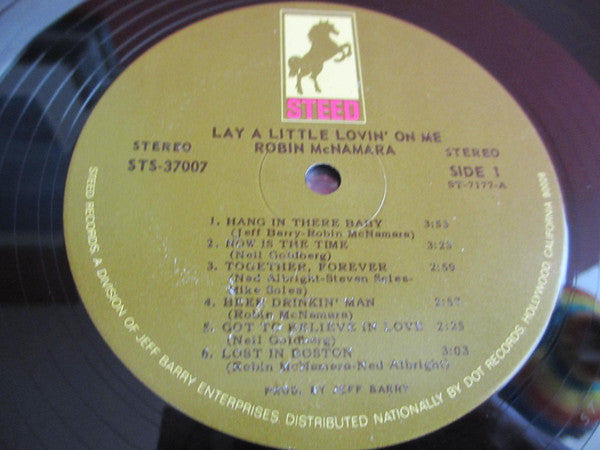 STEED
LAY A LITTLE LOVIN' ON ME
ROBIN McNAMARA
STEREO
STS-37007
STEREO
SIDE 1
ST-7177-A
1. HANG IN THERE BABY 3:53
(Jeff Barry-Robin McNamara)
2. NOW IS THE TIME 3:25
(Neil Goldberg)
3. TOGETHER, FOREVER 2:50
(Ned Albright-Steven Soles-
Mike Soles)
4. BEER DRINKIN' MAN 2:57
(Robin McNamara)
5. GOT TO BELIEVE IN LOVE 2:25
(Neil Goldberg)
6. LOST IN BOSTON 3:03
(Robin McNamara-Ned Albright)
PROD. BY JEFF BARRY
STEED RECORDS, A DIVISION OF JEFF BARRY ENTERPRISES. DISTRIBUTED NATIONALLY BY DOT RECORDS, HOLLYWOOD, CALIFORNIA 90028